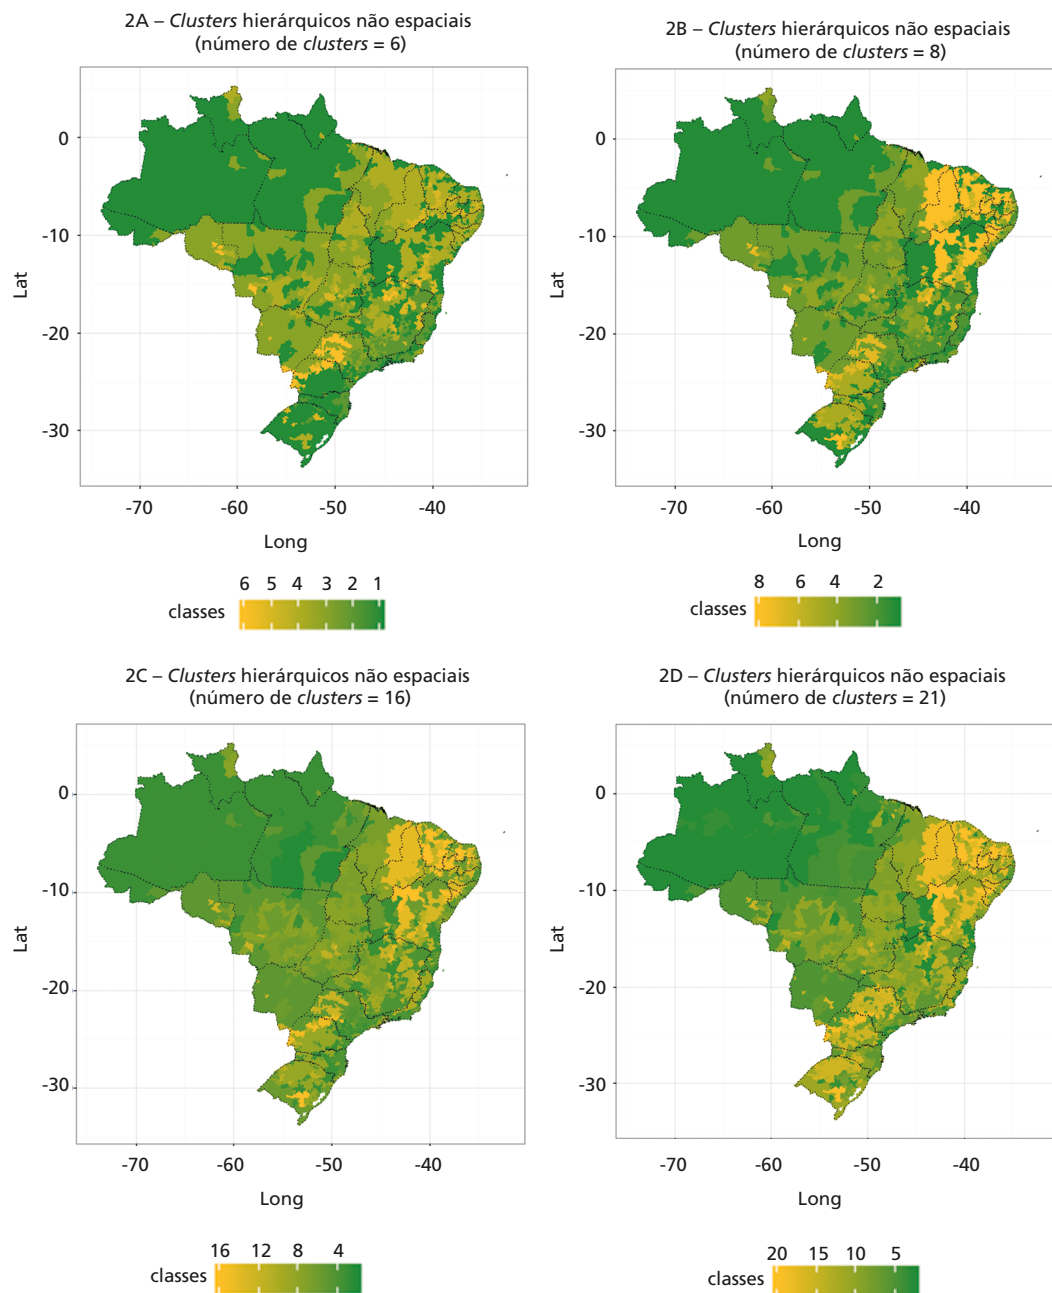 2A – Clusters hierárquicos não espaciais
(número de clusters = 6)
0
-10
-20
-30
Lat
-70 -60 -50 -40
Long
6 5 4 3 2 1
classes
2B – Clusters hierárquicos não espaciais
(número de clusters = 8)
0
-10
-20
-30
Lat
-70 -60 -50 -40
Long
8 6 4 2
classes
2C – Clusters hierárquicos não espaciais
(número de clusters = 16)
0
-10
-20
-30
Lat
-70 -60 -50 -40
Long
16 12 8 4
classes
2D – Clusters hierárquicos não espaciais
(número de clusters = 21)
0
-10
-20
-30
Lat
-70 -60 -50 -40
Long
20 15 10 5
classes